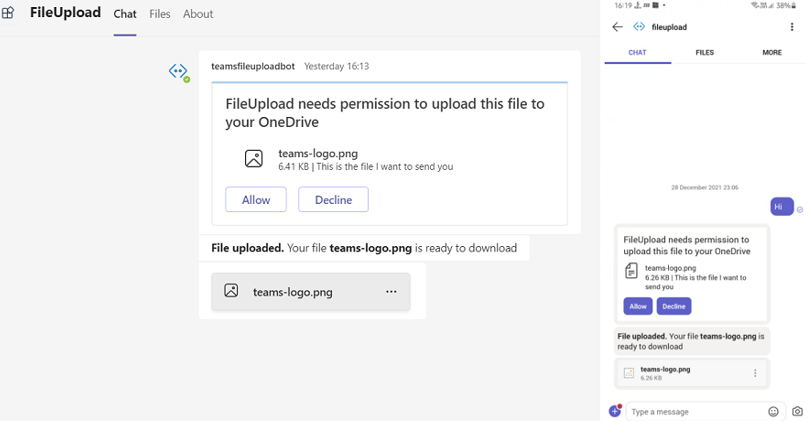 FileUpload Chat Files About
teamsfileuploadbot Yesterday 16:13
FileUpload needs permission to upload this file to
your OneDrive
teams-logo.png
6.41 KB | This is the file I want to send you
Allow Decline
File uploaded. Your file teams-logo.png is ready to download
teams-logo.png ...
16:19 38%
fileupload
CHAT FILES MORE
28 December 2021 23:06
Hi
FileUpload needs permission to
upload this file to your OneDrive
teams-logo.png
6.26 KB | This is the file I want to
send you
Allow Decline
File uploaded. Your file teams-logo.png is
ready to download
teams-logo.png
6.26 KB
Type a message